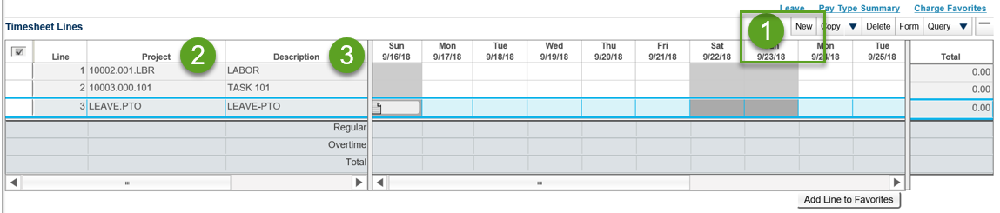 Leave Pay Type Summary Charge Favorites
Timesheet Lines New Copy Delete Form Query
1
Line Project Description Sun Mon Tue Wed Thu Fri Sat Sun Mon Tue
9/16/18 9/17/18 9/18/18 9/19/18 9/20/18 9/21/18 9/22/18 9/23/18 9/24/18 9/25/18 Total
2 3
1 10002.001.LBR LABOR 0.00
2 10003.000.101 TASK 101 0.00
3 LEAVE.PTO LEAVE-PTO 0.00
Regular
Overtime
Total
Add Line to Favorites